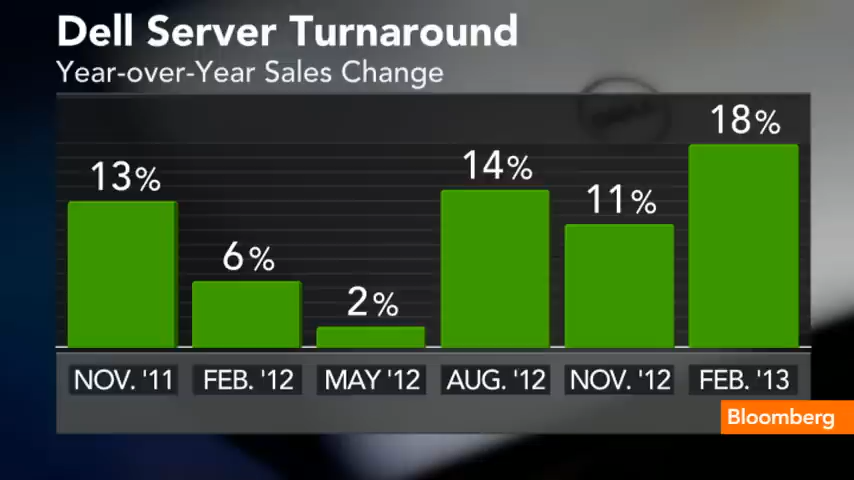 Dell Server Turnaround
Year-over-Year Sales Change
13%
6%
2%
14%
11%
18%
NOV. '11
FEB. '12
MAY '12
AUG. '12
NOV. '12
FEB. '13
Bloomberg